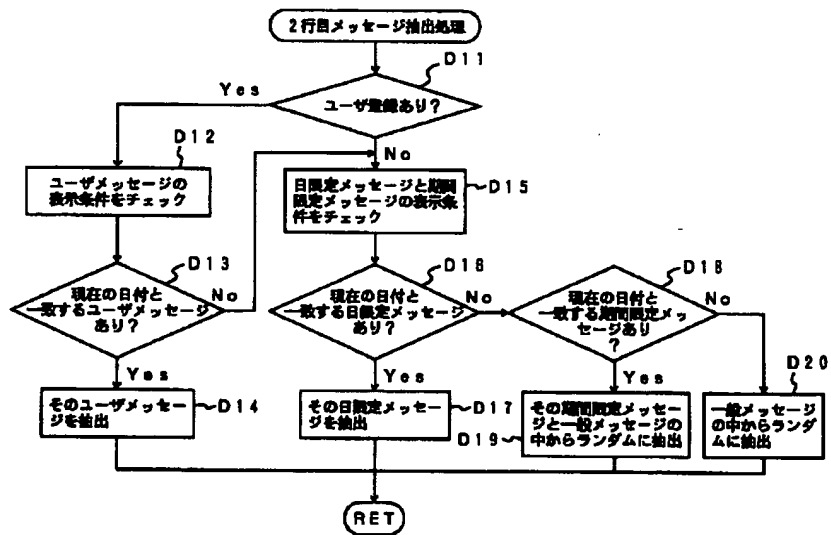 2行目メッセージ抽出処理
D11
Yes
ユーザ登録あり?
D12
No
ユーザメッセージの
表示条件をチェック
日限定メッセージと期間
限定メッセージの表示条
件をチェック
D15
D13
現在の日付と
一致するユーザメッセージ
あり?
No
D16
現在の日付と
一致する日限定メッセージ
あり?
No
D18
現在の日付と
一致する期間限定メッ
セージあり
?
No
Yes
そのユーザメッセー
ジを抽出
D14
Yes
その日限定メッセー
ジを抽出
D17
Yes
その期間限定メッセー
ジと一般メッセージの
中からランダムに抽出
D19
D20
一般メッセージ
の中からランダ
ムに抽出
RET